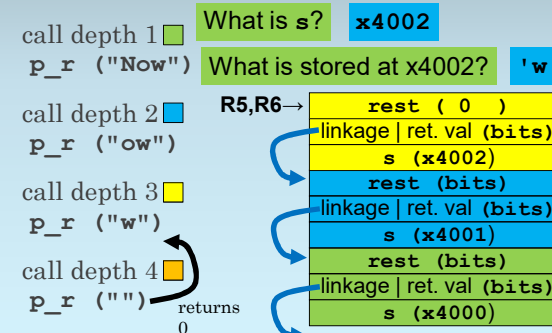 call depth 1
p_r ("Now")
call depth 2
p_r ("ow")
call depth 3
p_r ("w")
call depth 4
p_r ("")
returns
0
What is s? x4002
What is stored at x4002? 'w
R5,R6→
rest ( 0 )
linkage | ret. val (bits)
s (x4002)
rest (bits)
linkage | ret. val (bits)
s (x4001)
rest (bits)
linkage | ret. val (bits)
s (x4000)